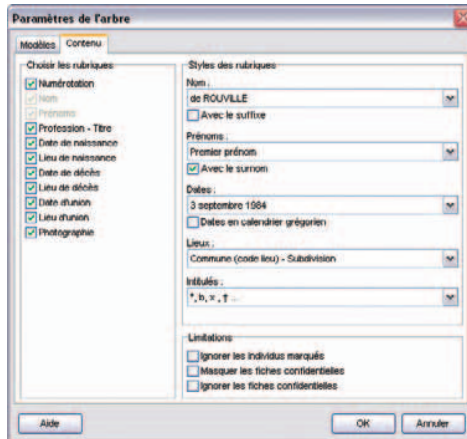 Paramètres de l'arbre
Modèles
Contenu
Choisir les rubriques
Numérotation
Nom
Prénoms
Profession - Titre
Date de naissance
Lieu de naissance
Date de décès
Lieu de décès
Date d'union
Lieu d'union
Photographie
Styles des rubriques
Nom :
de ROUVILLE
Avec le suffixe
Prénoms :
Premier prénom
Avec le surnom
Dates :
3 septembre 1984
Dates en calendrier grégorien
Lieux :
Commune (code lieu) - Subdivision
Intitulés :
*, b, x , † ...
Limitations
Ignorer les individus marqués
Masquer les fiches confidentielles
Ignorer les fiches confidentielles
Aide
OK
Annuler